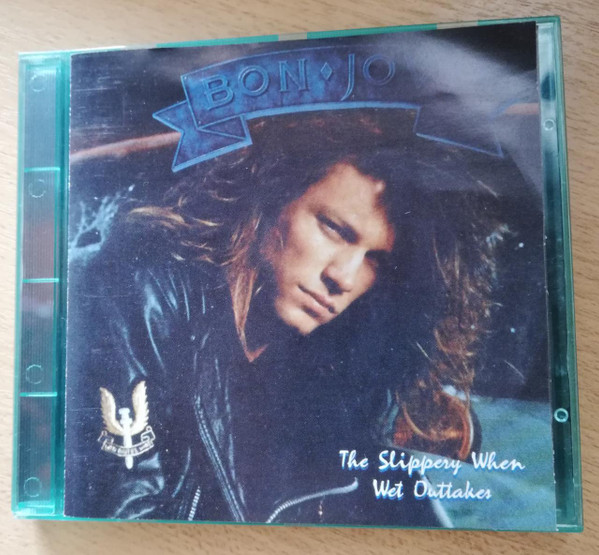 BON♦JO
The Slippery When
Wet Outtakes